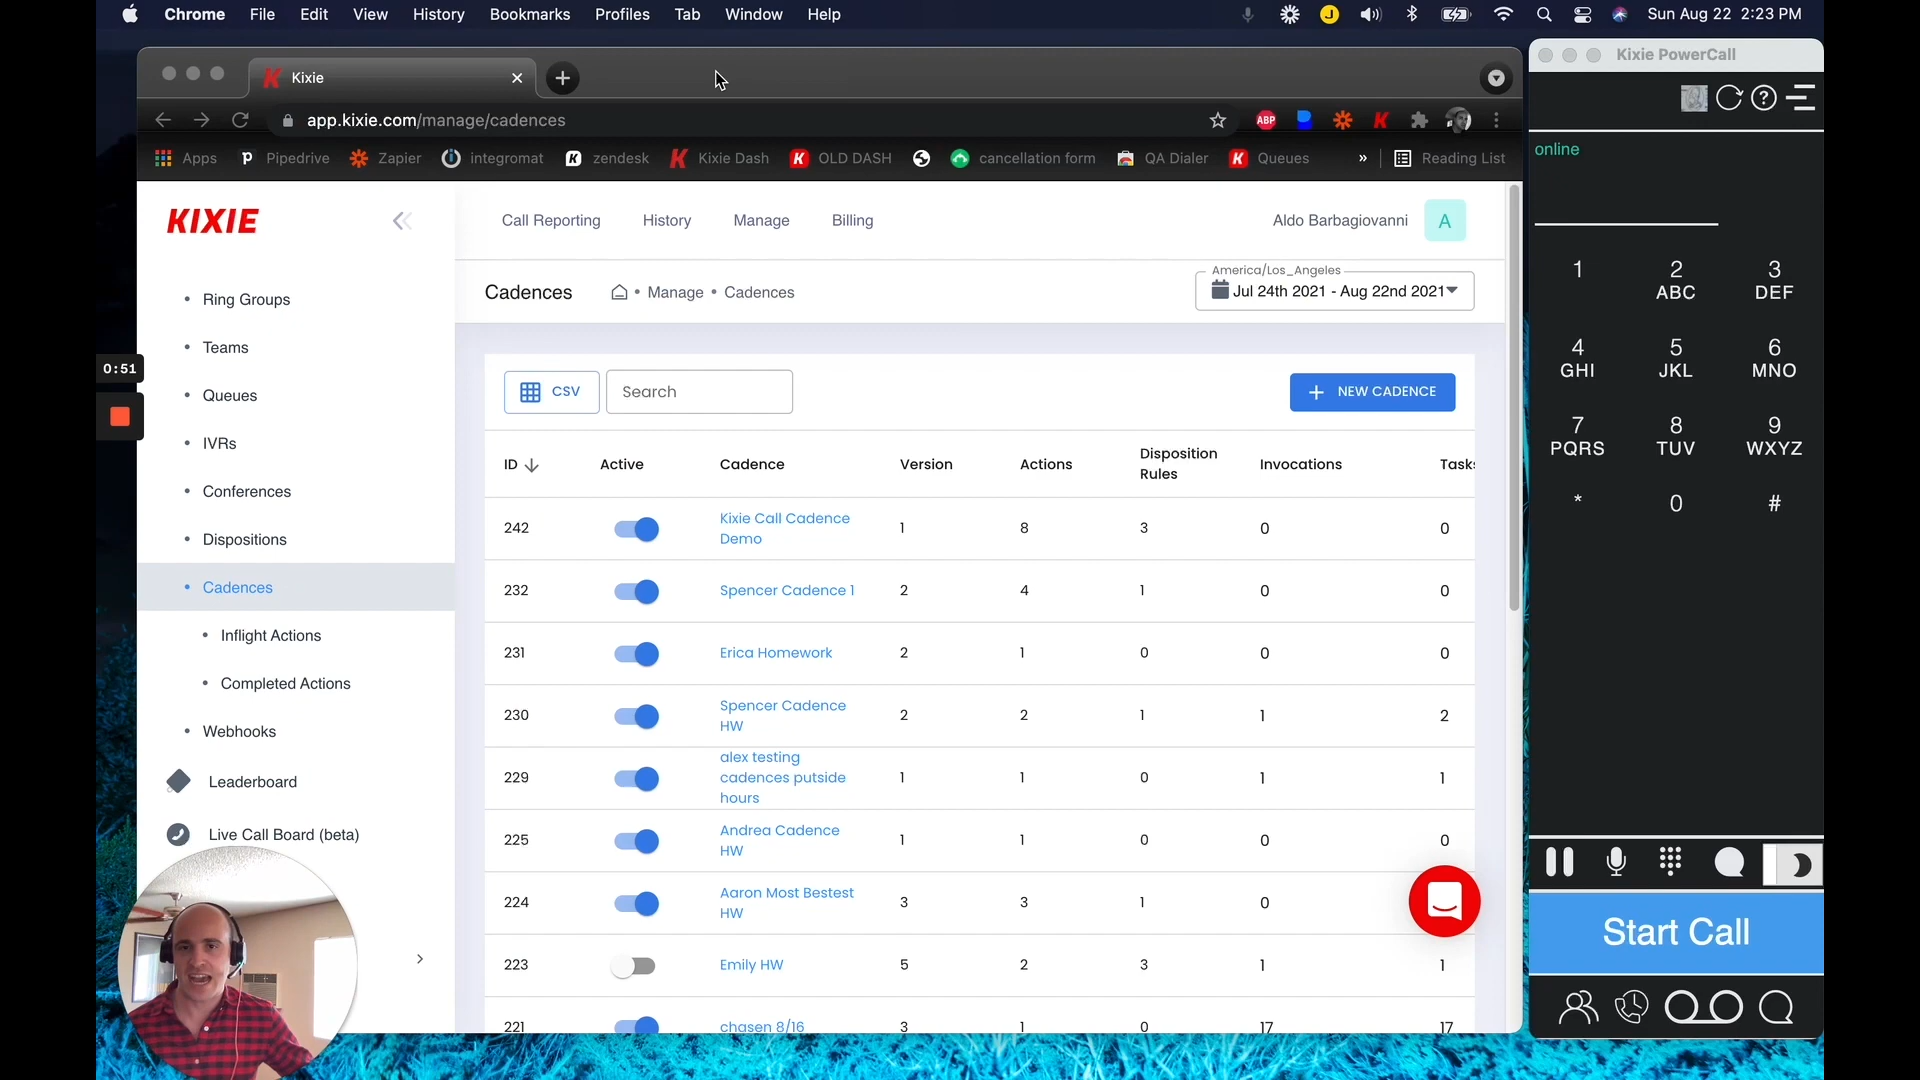 Chrome File Edit View History Bookmarks Profiles Tab Window Help
J
Sun Aug 22 2:23 PM
Kixie
app.kixie.com/manage/cadences
ABP
Apps Pipedrive Zapier integromat zendesk Kixie Dash OLD DASH cancellation form QA Dialer Queues » Reading List
KIXIE
Call Reporting History Manage Billing
Aldo Barbagiovanni A
Ring Groups
Teams
Queues
IVRs
Conferences
Dispositions
Cadences
Inflight Actions
Completed Actions
Webhooks
Leaderboard
Live Call Board (beta)
0:51
Cadences • Manage • Cadences
America/Los_Angeles
Jul 24th 2021 - Aug 22nd 2021
CSV Search + NEW CADENCE
ID Active Cadence Version Actions Disposition Rules Invocations Tasks
242 Kixie Call Cadence Demo 1 8 3 0 0
232 Spencer Cadence 1 2 4 1 0 0
231 Erica Homework 2 1 0 0 0
230 Spencer Cadence HW 2 2 1 1 2
229 alex testing cadences putside hours 1 1 0 1 1
225 Andrea Cadence HW 1 1 0 0 0
224 Aaron Most Bestest HW 3 3 1 0
223 Emily HW 5 2 3 1 1
221 chasen 8/16 3 1 0 17 17
Kixie PowerCall
online
1 2 3
ABC DEF
4 5 6
GHI JKL MNO
7 8 9
PQRS TUV WXYZ
* 0 #
Start Call